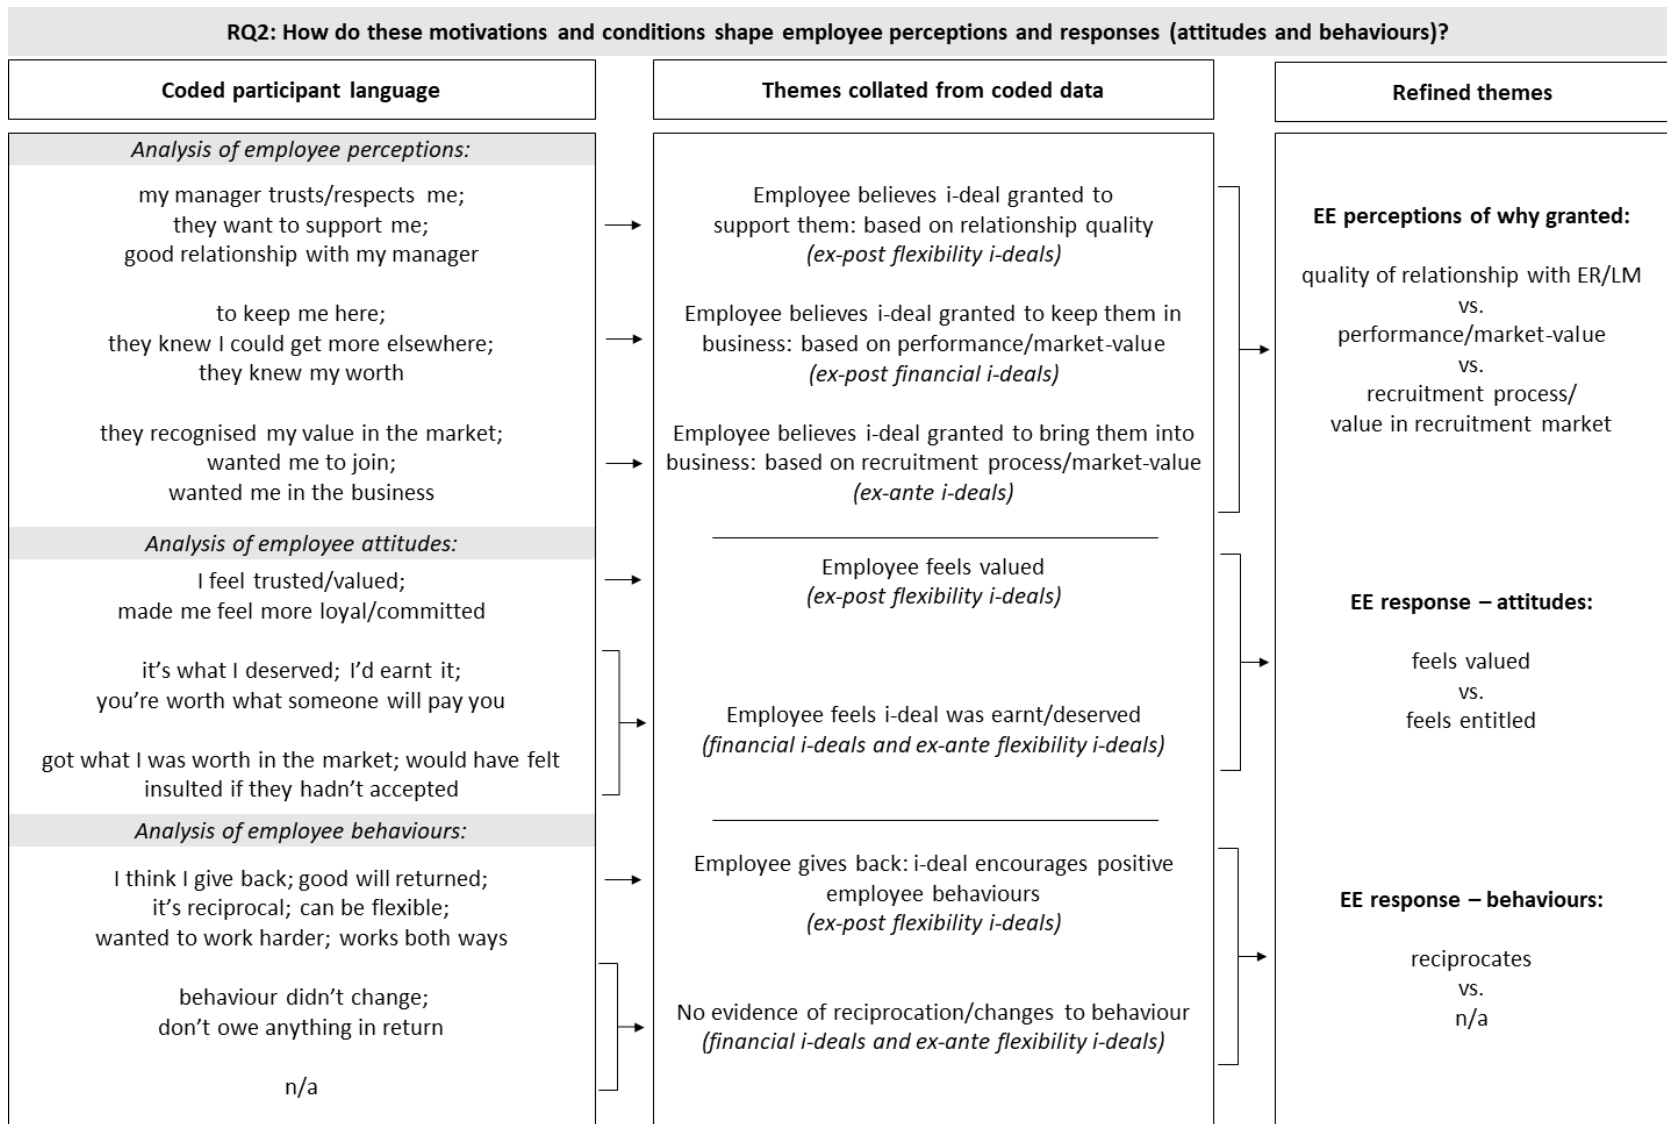 RQ2: How do these motivations and conditions shape employee perceptions and responses (attitudes and behaviours)?
Coded participant language
Themes collated from coded data
Refined themes
Analysis of employee perceptions:
my manager trusts/respects me;
they want to support me;
good relationship with my manager
to keep me here;
they knew I could get more elsewhere;
they knew my worth
they recognised my value in the market;
wanted me to join;
wanted me in the business
Analysis of employee attitudes:
I feel trusted/valued;
made me feel more loyal/committed
it's what I deserved; I'd earnt it;
you're worth what someone will pay you
got what I was worth in the market; would have felt
insulted if they hadn't accepted
Analysis of employee behaviours:
I think I give back; good will returned;
it's reciprocal; can be flexible;
wanted to work harder; works both ways
behaviour didn't change;
don't owe anything in return
n/a
Employee believes i-deal granted to
support them: based on relationship quality
(ex-post flexibility i-deals)
Employee believes i-deal granted to keep them in
business: based on performance/market-value
(ex-post financial i-deals)
Employee believes i-deal granted to bring them into
business: based on recruitment process/market-value
(ex-ante i-deals)
Employee feels valued
(ex-post flexibility i-deals)
Employee feels i-deal was earnt/deserved
(financial i-deals and ex-ante flexibility i-deals)
Employee gives back: i-deal encourages positive
employee behaviours
(ex-post flexibility i-deals)
No evidence of reciprocation/changes to behaviour
(financial i-deals and ex-ante flexibility i-deals)
EE perceptions of why granted:
quality of relationship with ER/LM
vs.
performance/market-value
vs.
recruitment process/
value in recruitment market
EE response – attitudes:
feels valued
vs.
feels entitled
EE response – behaviours:
reciprocates
vs.
n/a